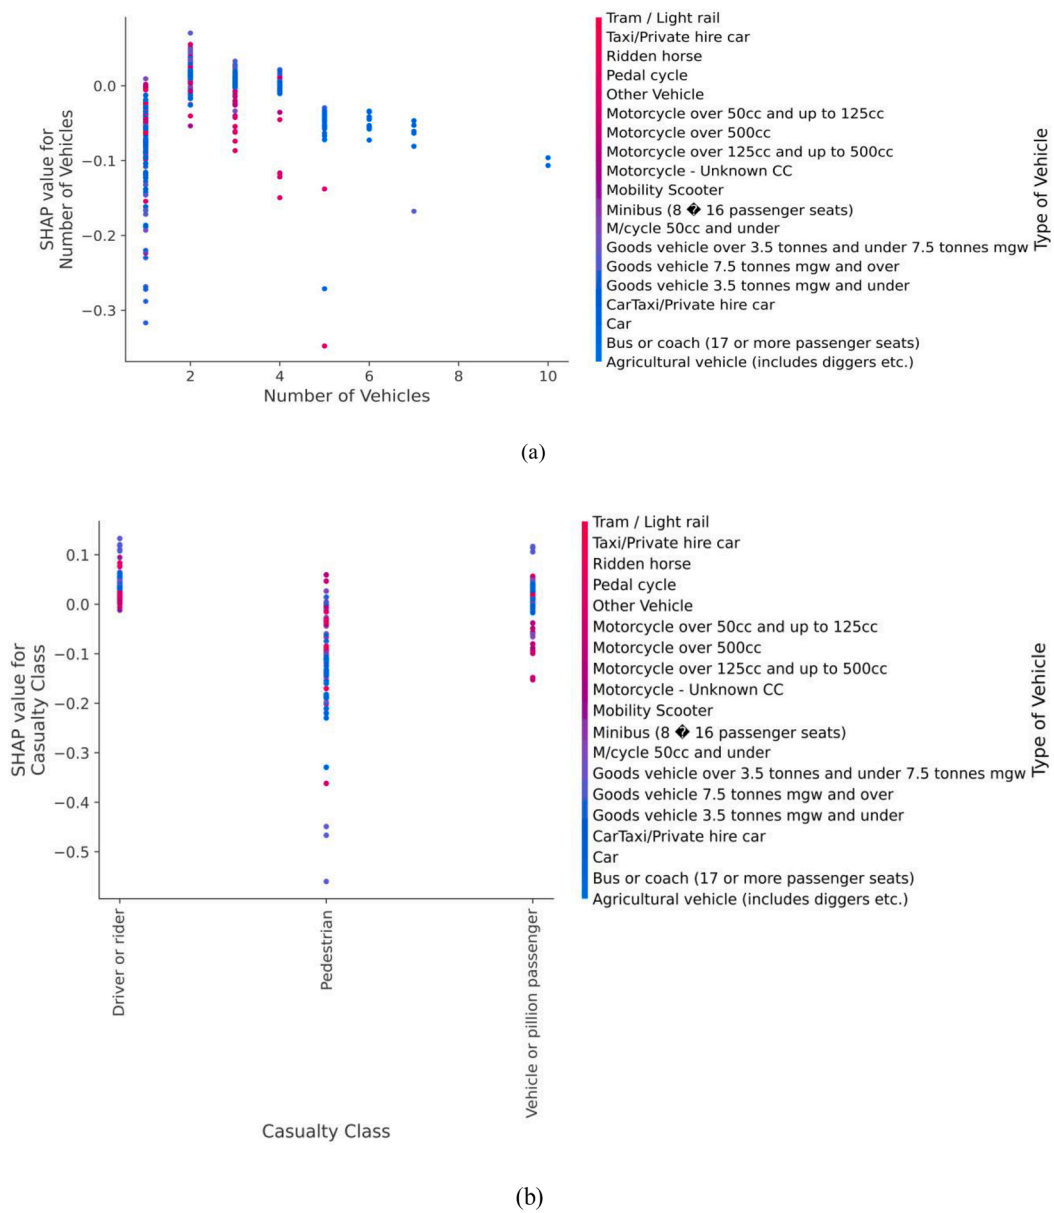 Tram / Light rail
Taxi/Private hire car
Ridden horse
Pedal cycle
Other Vehicle
Motorcycle over 50cc and up to 125cc
Motorcycle over 500cc
Motorcycle over 125cc and up to 500cc
Motorcycle - Unknown CC
Mobility Scooter
Minibus (8 � 16 passenger seats)
M/cycle 50cc and under
Goods vehicle over 3.5 tonnes and under 7.5 tonnes mgw
Goods vehicle 7.5 tonnes mgw and over
Goods vehicle 3.5 tonnes mgw and under
CarTaxi/Private hire car
Car
Bus or coach (17 or more passenger seats)
Agricultural vehicle (includes diggers etc.)
Type of Vehicle
SHAP value for
Number of Vehicles
0.0
−0.1
−0.2
−0.3
2 4 6 8 10
Number of Vehicles
(a)
Tram / Light rail
Taxi/Private hire car
Ridden horse
Pedal cycle
Other Vehicle
Motorcycle over 50cc and up to 125cc
Motorcycle over 500cc
Motorcycle over 125cc and up to 500cc
Motorcycle - Unknown CC
Mobility Scooter
Minibus (8 � 16 passenger seats)
M/cycle 50cc and under
Goods vehicle over 3.5 tonnes and under 7.5 tonnes mgw
Goods vehicle 7.5 tonnes mgw and over
Goods vehicle 3.5 tonnes mgw and under
CarTaxi/Private hire car
Car
Bus or coach (17 or more passenger seats)
Agricultural vehicle (includes diggers etc.)
Type of Vehicle
SHAP value for
Casualty Class
0.1
0.0
−0.1
−0.2
−0.3
−0.4
−0.5
Driver or rider
Pedestrian
Vehicle or pillion passenger
Casualty Class
(b)